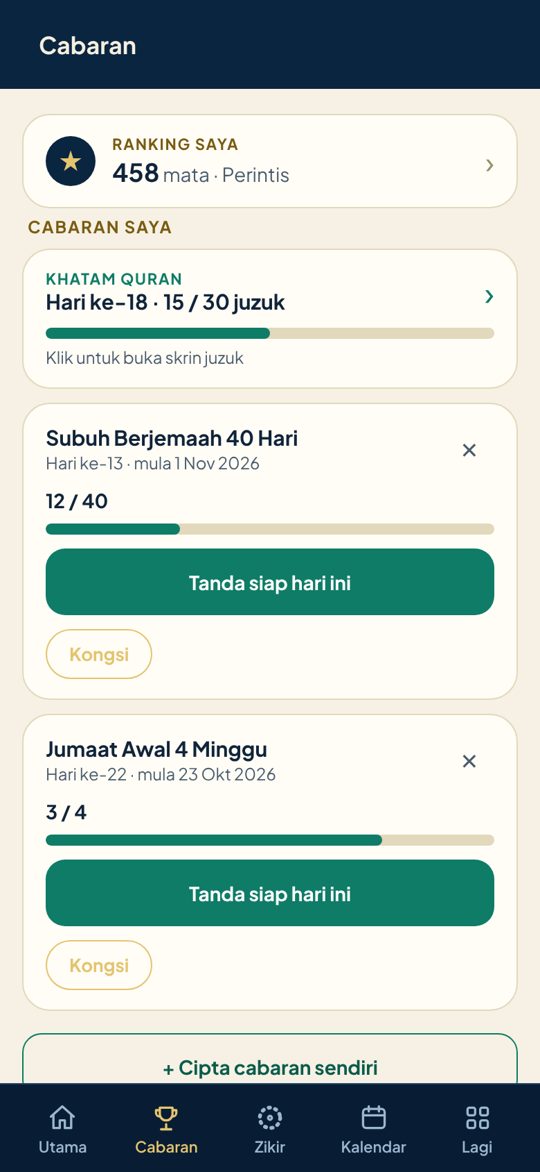 Cabaran
RANKING SAYA
458 mata · Perintis
CABARAN SAYA
KHATAM QURAN
Hari ke-18 · 15 / 30 juzuk
Klik untuk buka skrin juzuk
Subuh Berjemaah 40 Hari
Hari ke-13 · mula 1 Nov 2026
12 / 40
Tanda siap hari ini
Kongsi
Jumaat Awal 4 Minggu
Hari ke-22 · mula 23 Okt 2026
3 / 4
Tanda siap hari ini
Kongsi
+ Cipta cabaran sendiri
Utama Cabaran Zikir Kalendar Lagi